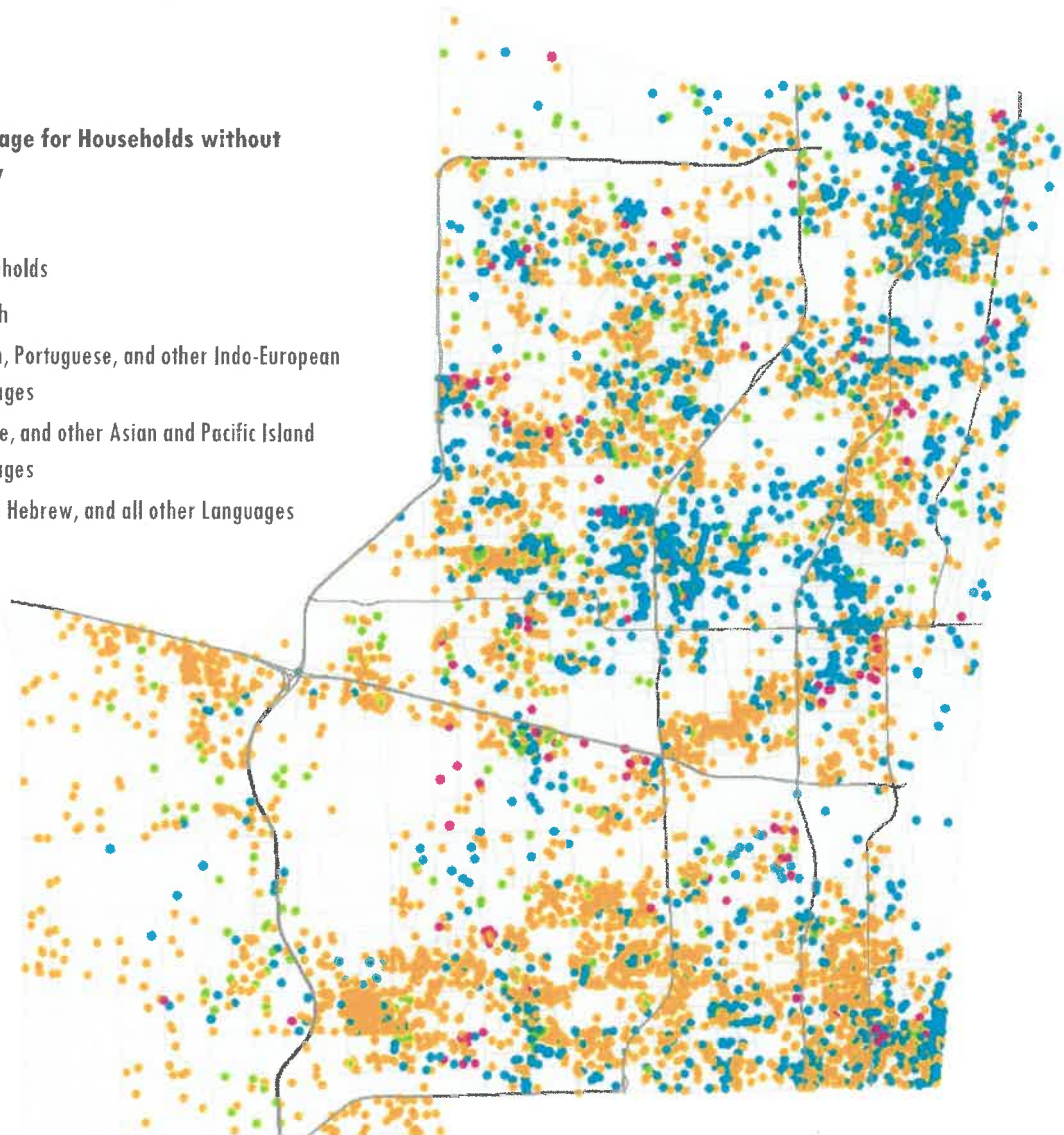 age for Households without
y
holds
h
, Portuguese, and other Indo-European
ages
e, and other Asian and Pacific Island
ages
Hebrew, and all other Languages